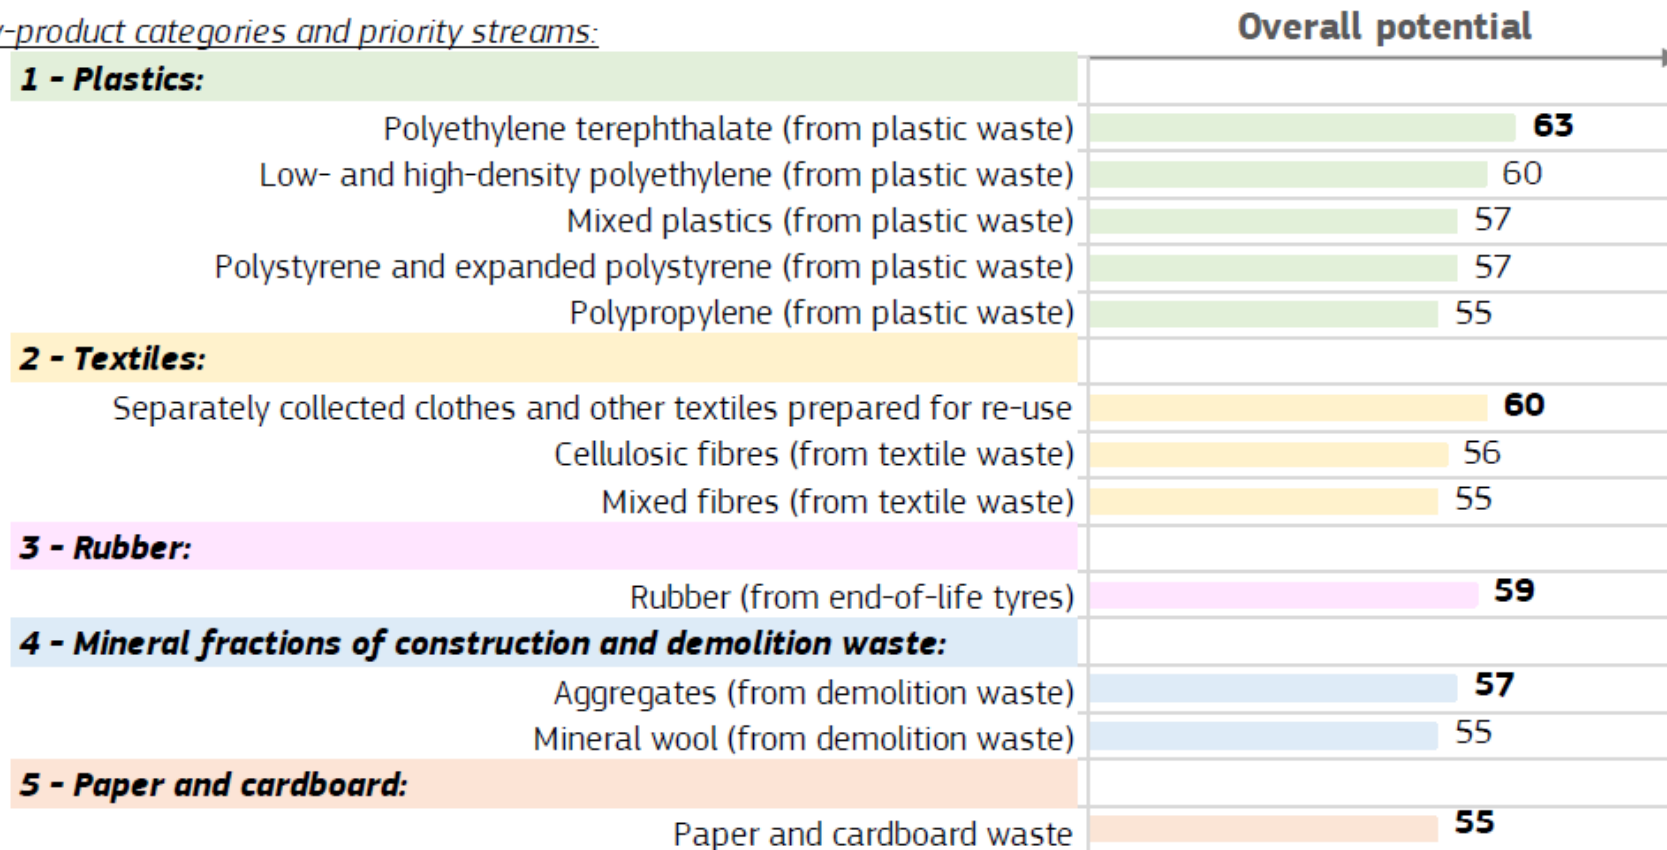 -product categories and priority streams:
Overall potential
1 - Plastics:
Polyethylene terephthalate (from plastic waste) 63
Low- and high-density polyethylene (from plastic waste) 60
Mixed plastics (from plastic waste) 57
Polystyrene and expanded polystyrene (from plastic waste) 57
Polypropylene (from plastic waste) 55
2 - Textiles:
Separately collected clothes and other textiles prepared for re-use 60
Cellulosic fibres (from textile waste) 56
Mixed fibres (from textile waste) 55
3 - Rubber:
Rubber (from end-of-life tyres) 59
4 - Mineral fractions of construction and demolition waste:
Aggregates (from demolition waste) 57
Mineral wool (from demolition waste) 55
5 - Paper and cardboard:
Paper and cardboard waste 55